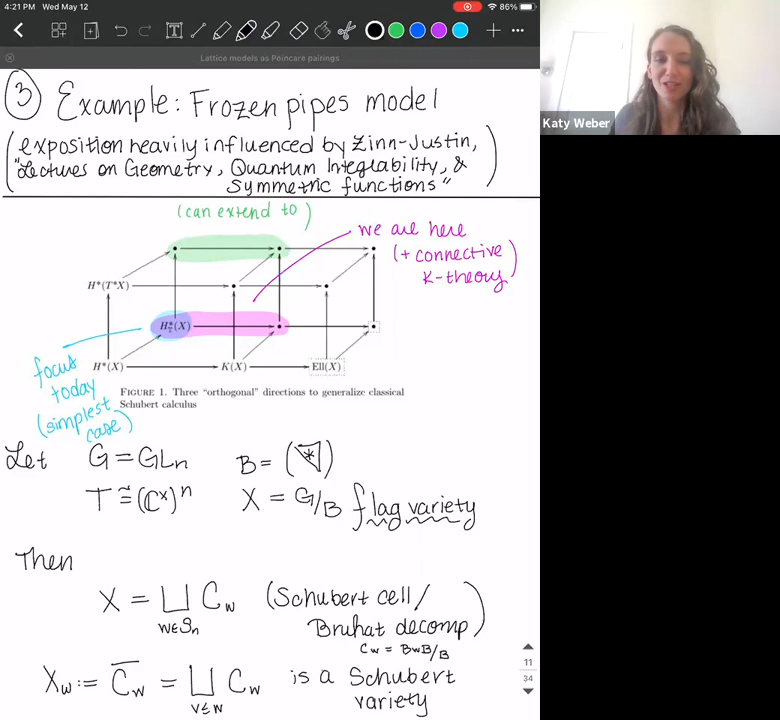 4:21 PM Wed May 12
86%
Lattice models as Poincare pairings
③ Example: Frozen pipes model
(exposition heavily influenced by Zinn-Justin,
"Lectures on Geometry, Quantum Integrability, &
Symmetric functions")
(can extend to)
we are here
(+ connective
K-theory)
H*(T*X)
H*_T(X)
H*(X)
K(X)
Ell(X)
focus
today
(simplest
case)
FIGURE 1. Three "orthogonal" directions to generalize classical
Schubert calculus
Let G = GLn B = (*)
T ≅ (ℂ^×)^n X = G/B flag variety
Then
X = ⨆ C_w (Schubert cell/
w∈S_n Bruhat decomp)
C_w = BwB/B
X_w := C̅_w = ⨆ C_w is a Schubert
v≤w variety
11
34
Katy Weber